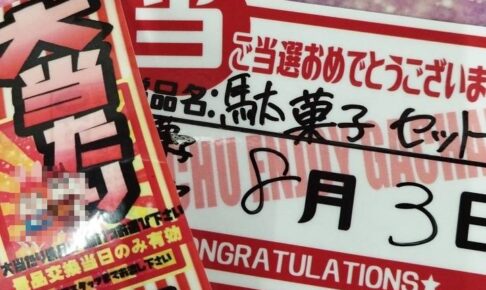 大当たり
景品交換当日のみ有効
当
ご当選おめでとうございま
品名:駄菓子セット
8月3日
CHU ENJOY GACHA
CONGRATULATIONS★